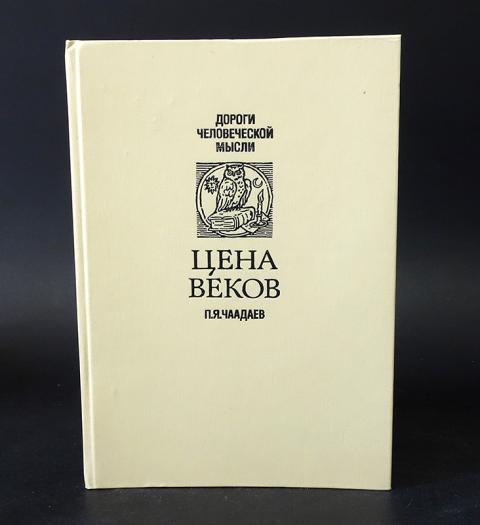 ДОРОГИ
ЧЕЛОВЕЧЕСКОЙ
МЫСЛИ
ЦЕНА
ВЕКОВ
П.Я.ЧААДАЕВ